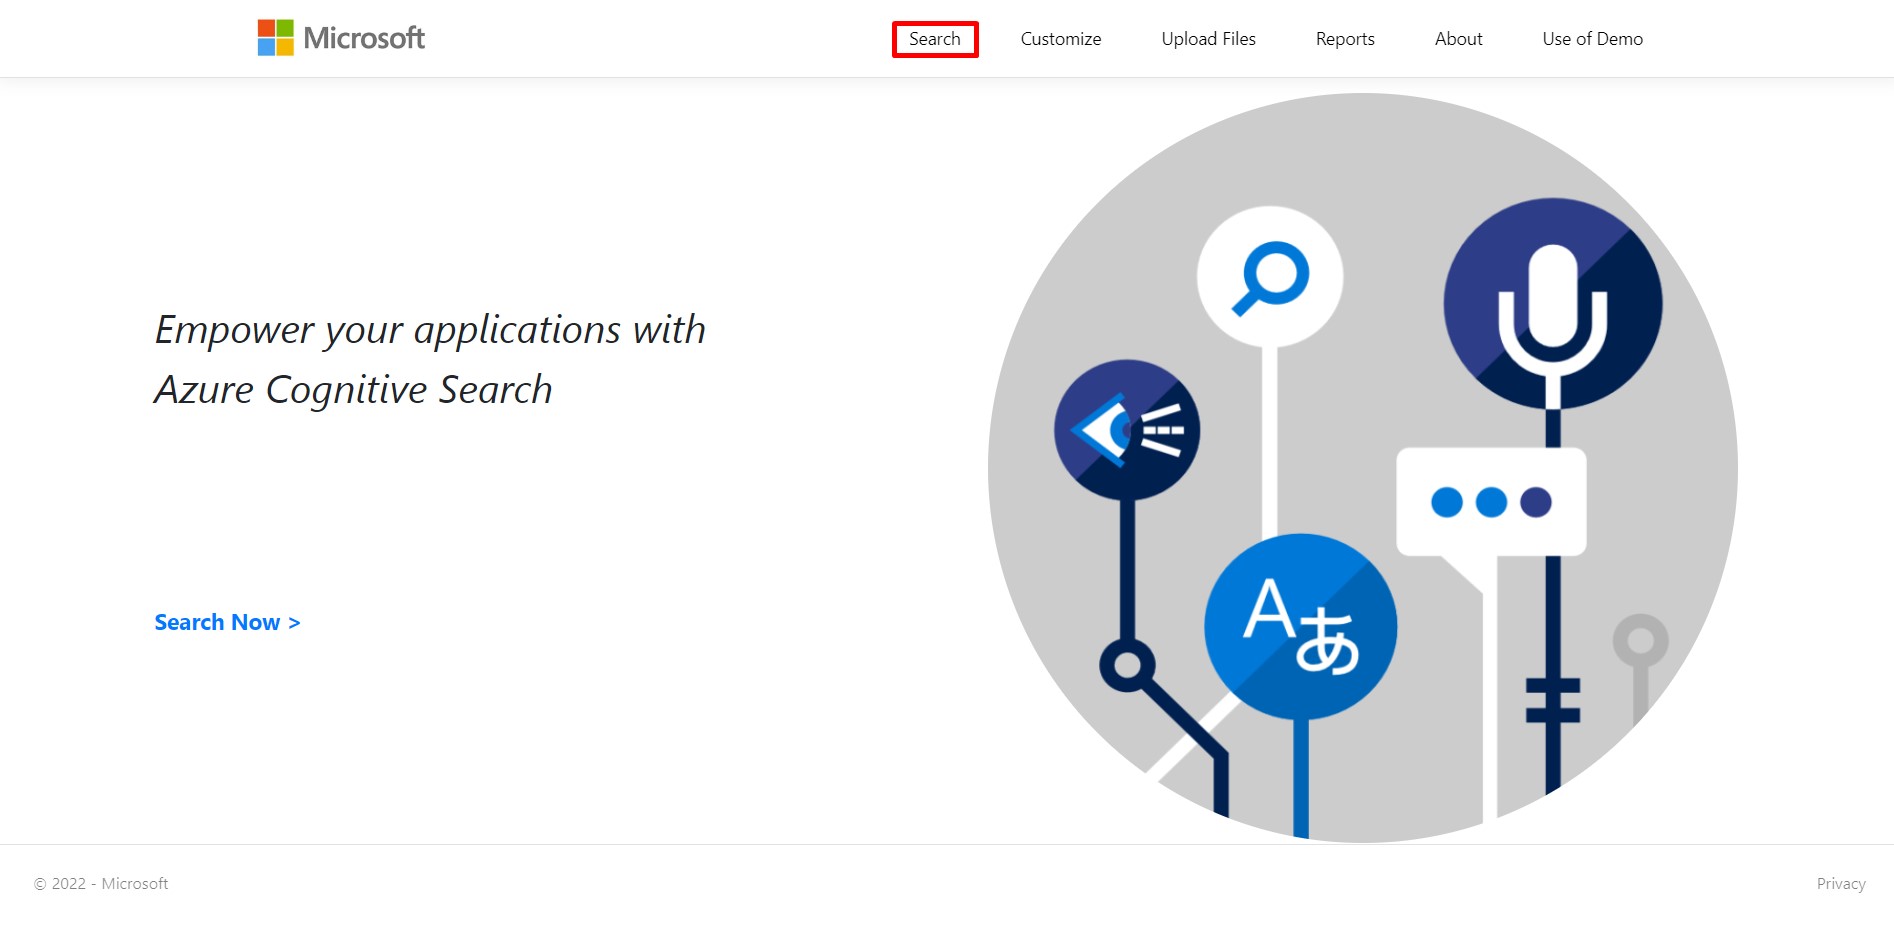 Microsoft
Search Customize Upload Files Reports About Use of Demo
Empower your applications with
Azure Cognitive Search
Search Now >
A あ
© 2022 - Microsoft
Privacy